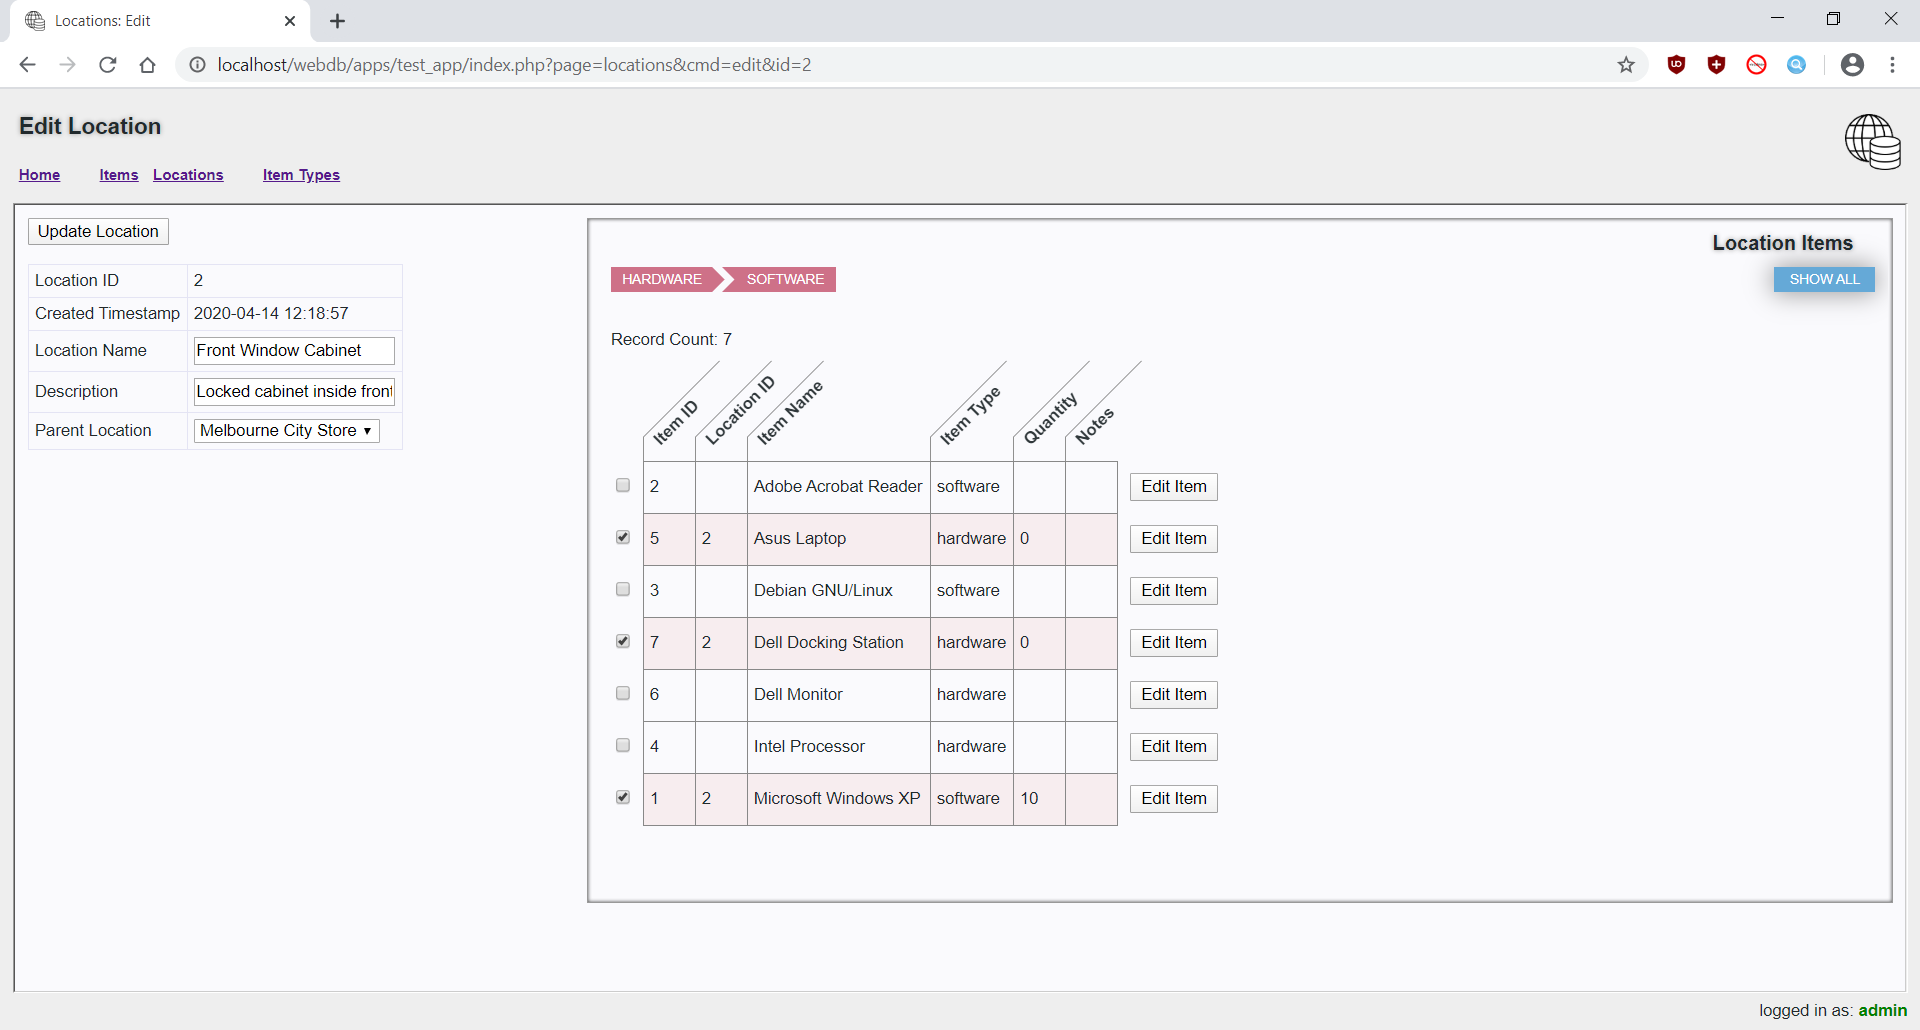 Locations: Edit
localhost/webdb/apps/test_app/index.php?page=locations&cmd=edit&id=2
Edit Location
Home Items Locations Item Types
Update Location
Location ID 2
Created Timestamp 2020-04-14 12:18:57
Location Name Front Window Cabinet
Description Locked cabinet inside front
Parent Location Melbourne City Store
Location Items
HARDWARE SOFTWARE SHOW ALL
Record Count: 7
Item ID Location ID Item Name Item Type Quantity Notes
2 Adobe Acrobat Reader software Edit Item
5 2 Asus Laptop hardware 0 Edit Item
3 Debian GNU/Linux software Edit Item
7 2 Dell Docking Station hardware 0 Edit Item
6 Dell Monitor hardware Edit Item
4 Intel Processor hardware Edit Item
1 2 Microsoft Windows XP software 10 Edit Item
logged in as: admin